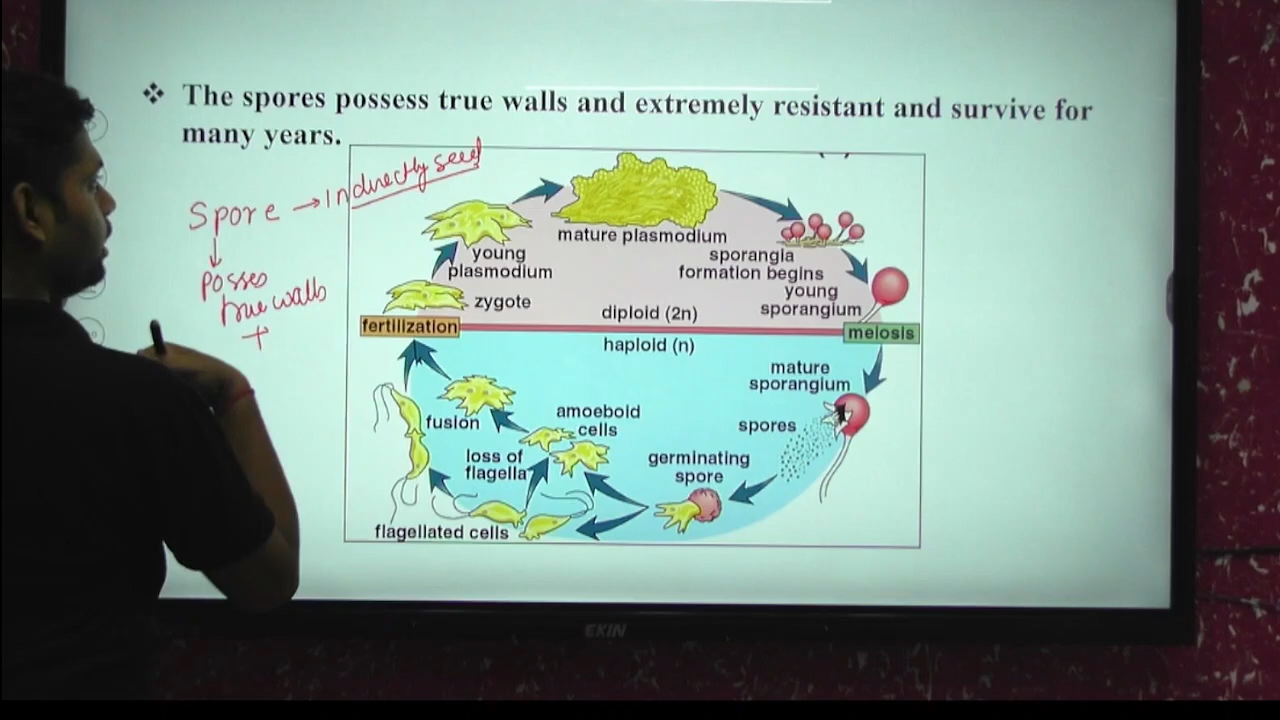 ❖ The spores possess true walls and extremely resistant and survive for
many years.
Spore → Indirectly seed
↓
Posses
true walls
+
mature plasmodium
young
plasmodium
zygote
sporangia
formation begins
young
sporangium
diploid (2n)
fertilization
meiosis
haploid (n)
mature
sporangium
spores
fusion
amoeboid
cells
loss of
flagella
germinating
spore
flagellated cells
EKIN